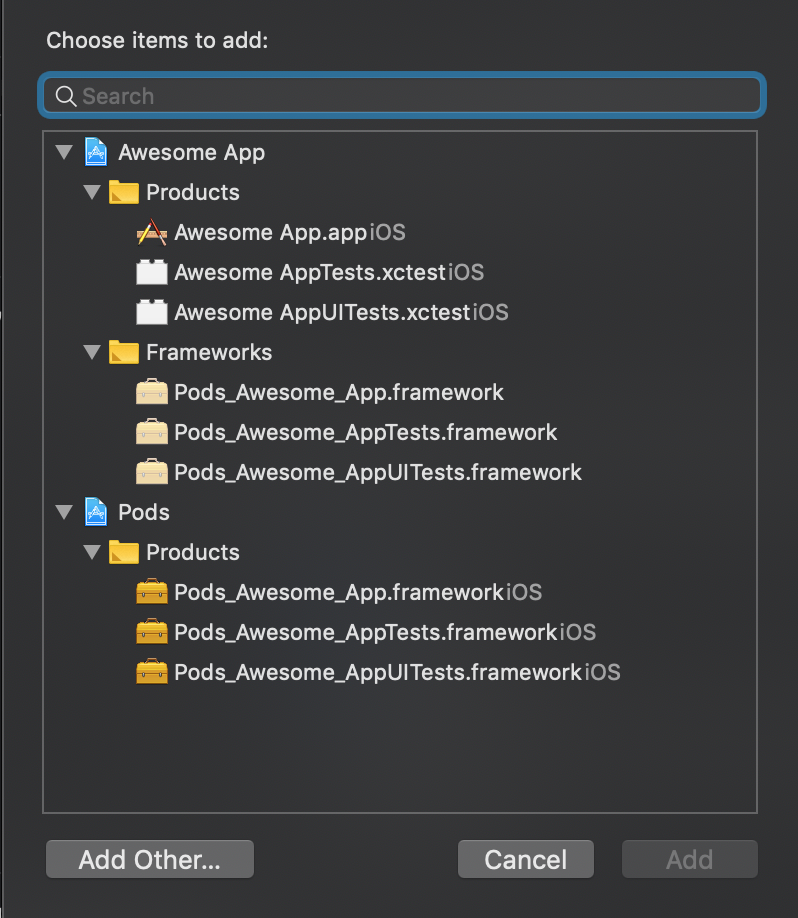 Choose items to add:
Search
Awesome App
Products
Awesome App.app iOS
Awesome AppTests.xctest iOS
Awesome AppUITests.xctest iOS
Frameworks
Pods_Awesome_App.framework
Pods_Awesome_AppTests.framework
Pods_Awesome_AppUITests.framework
Pods
Products
Pods_Awesome_App.framework iOS
Pods_Awesome_AppTests.framework iOS
Pods_Awesome_AppUITests.framework iOS
Add Other... Cancel Add